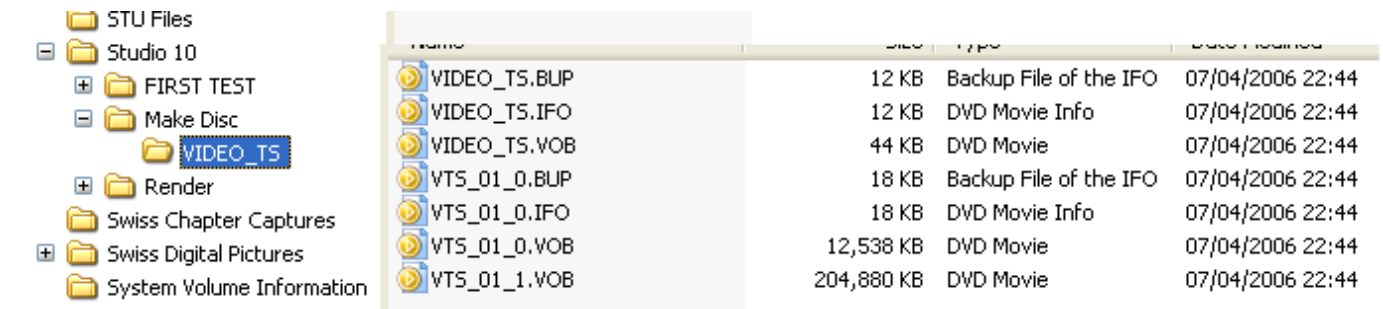 STU Files
Studio 10
FIRST TEST
Make Disc
VIDEO_TS
Render
Swiss Chapter Captures
Swiss Digital Pictures
System Volume Information
Name Size Type Date Modified
VIDEO_TS.BUP 12 KB Backup File of the IFO 07/04/2006 22:44
VIDEO_TS.IFO 12 KB DVD Movie Info 07/04/2006 22:44
VIDEO_TS.VOB 44 KB DVD Movie 07/04/2006 22:44
VTS_01_0.BUP 18 KB Backup File of the IFO 07/04/2006 22:44
VTS_01_0.IFO 18 KB DVD Movie Info 07/04/2006 22:44
VTS_01_0.VOB 12,538 KB DVD Movie 07/04/2006 22:44
VTS_01_1.VOB 204,880 KB DVD Movie 07/04/2006 22:44